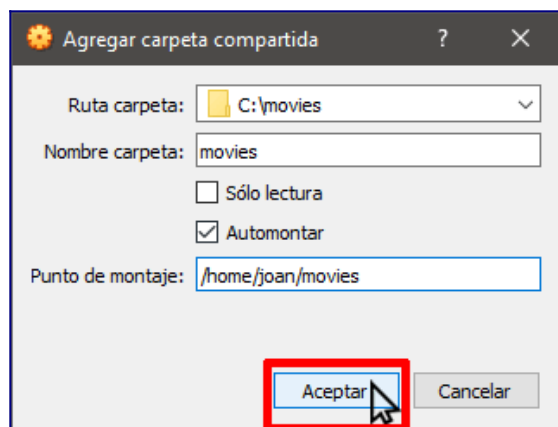 Agregar carpeta compartida ?
Ruta carpeta: C:\movies
Nombre carpeta: movies
Sólo lectura
Automontar
Punto de montaje: /home/joan/movies
Aceptar Cancelar